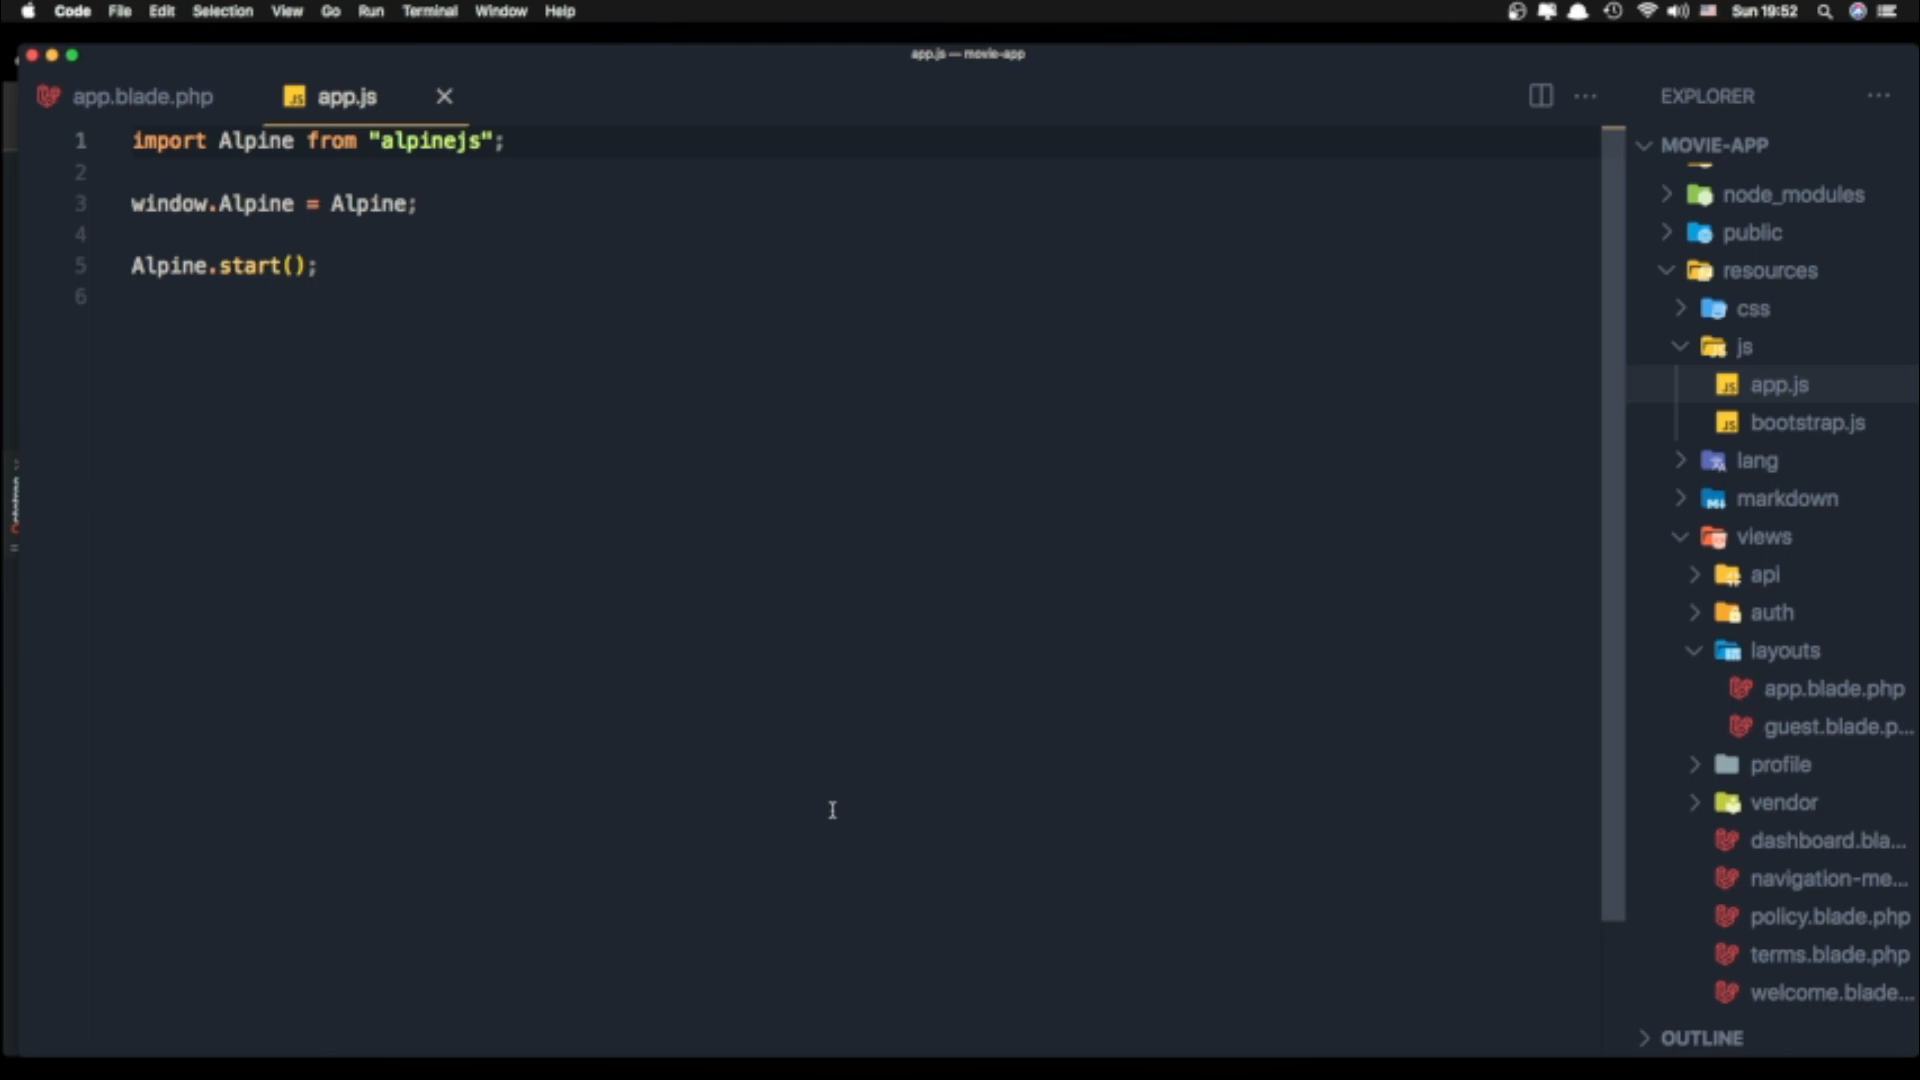 Code File Edit Selection View Go Run Terminal Window Help Sun 19:52
app.js — movie-app
app.blade.php
JS app.js
EXPLORER
MOVIE-APP
1 import Alpine from "alpinejs";
2
3 window.Alpine = Alpine;
4
5 Alpine.start();
6
node_modules
public
resources
css
js
JS app.js
JS bootstrap.js
lang
markdown
views
api
auth
layouts
app.blade.php
guest.blade.p...
profile
vendor
dashboard.bla...
navigation-me...
policy.blade.php
terms.blade.php
welcome.blade...
OUTLINE